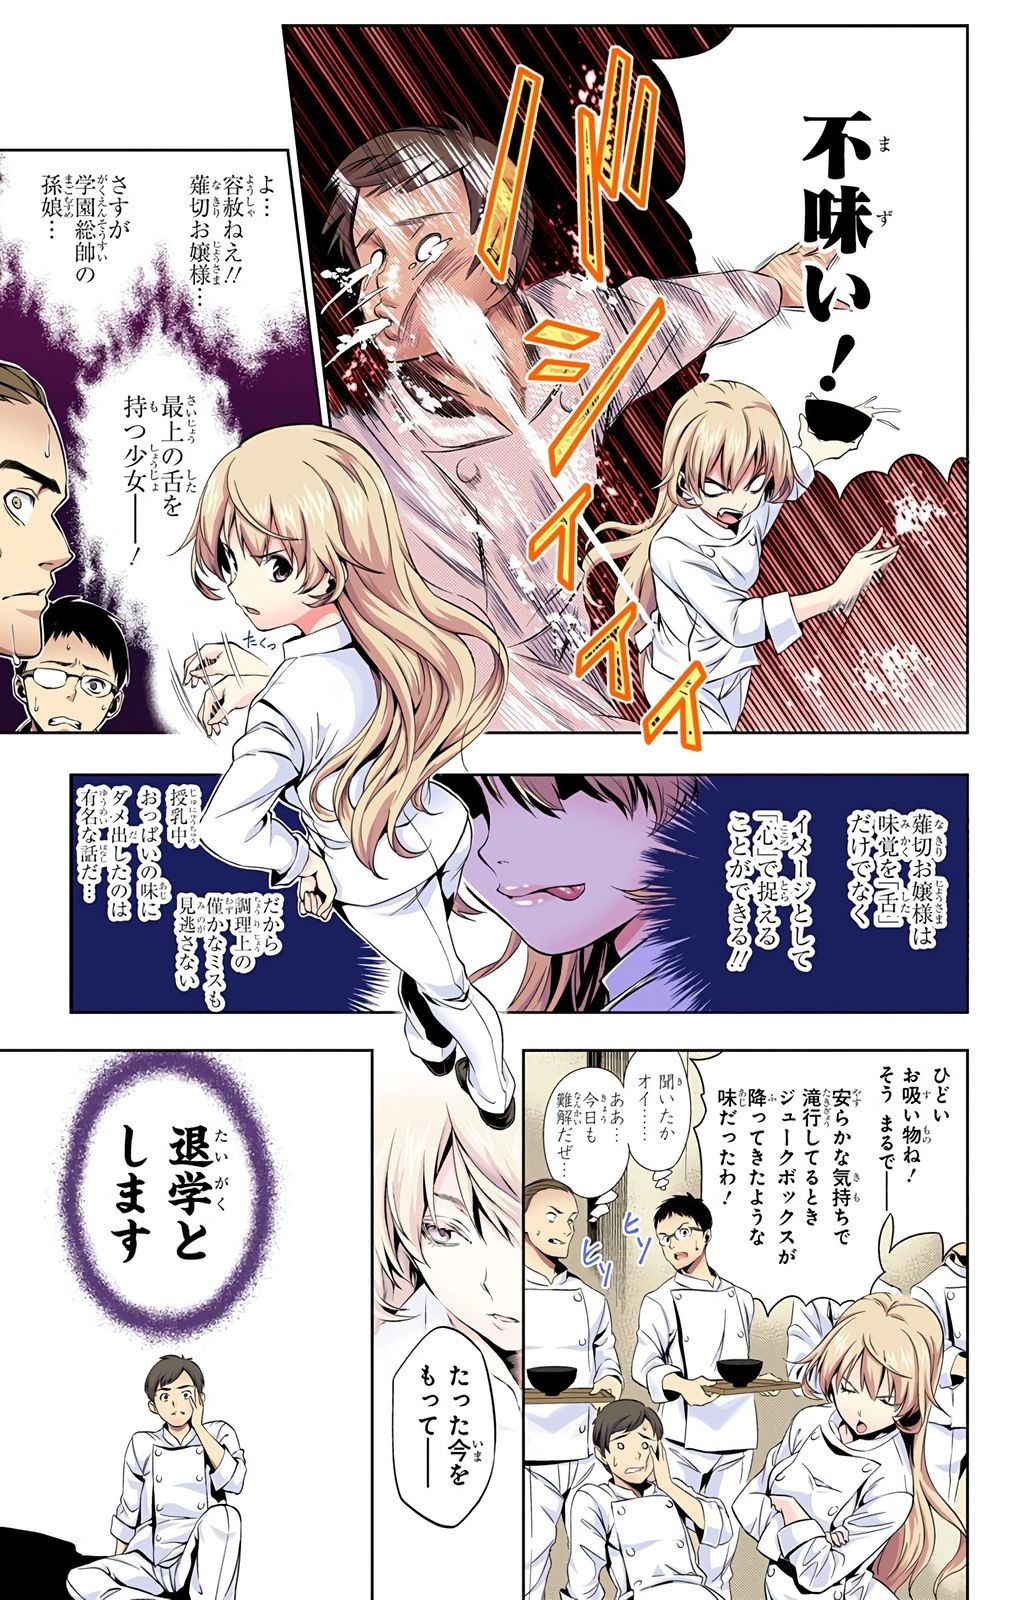 不味い！
バシィィイ
よ…
容赦ねえ!!
薙切お嬢様…
さすが
学園総帥の
孫娘…
最上の舌を
持つ少女――！
たくっ
薙切お嬢様は
味覚を「舌」
だけでなく
イメージとして
「心」で捉える
ことができる!!
だから
調理上の
僅かなミスも
見逃さない
授乳中
おっぱいの味に
ダメ出したのは
有名な話だ…
ひどい
お吸い物ね！
そう まるで――
安らかな気持ちで
滝行してるとき
ジュークボックスが
降ってきたような
味だったわ！
聞いたか
オイ……
ああ…
今日も
難解だぜ…
ヒソ
ヒソ
たった今を
もって――
退学と
します